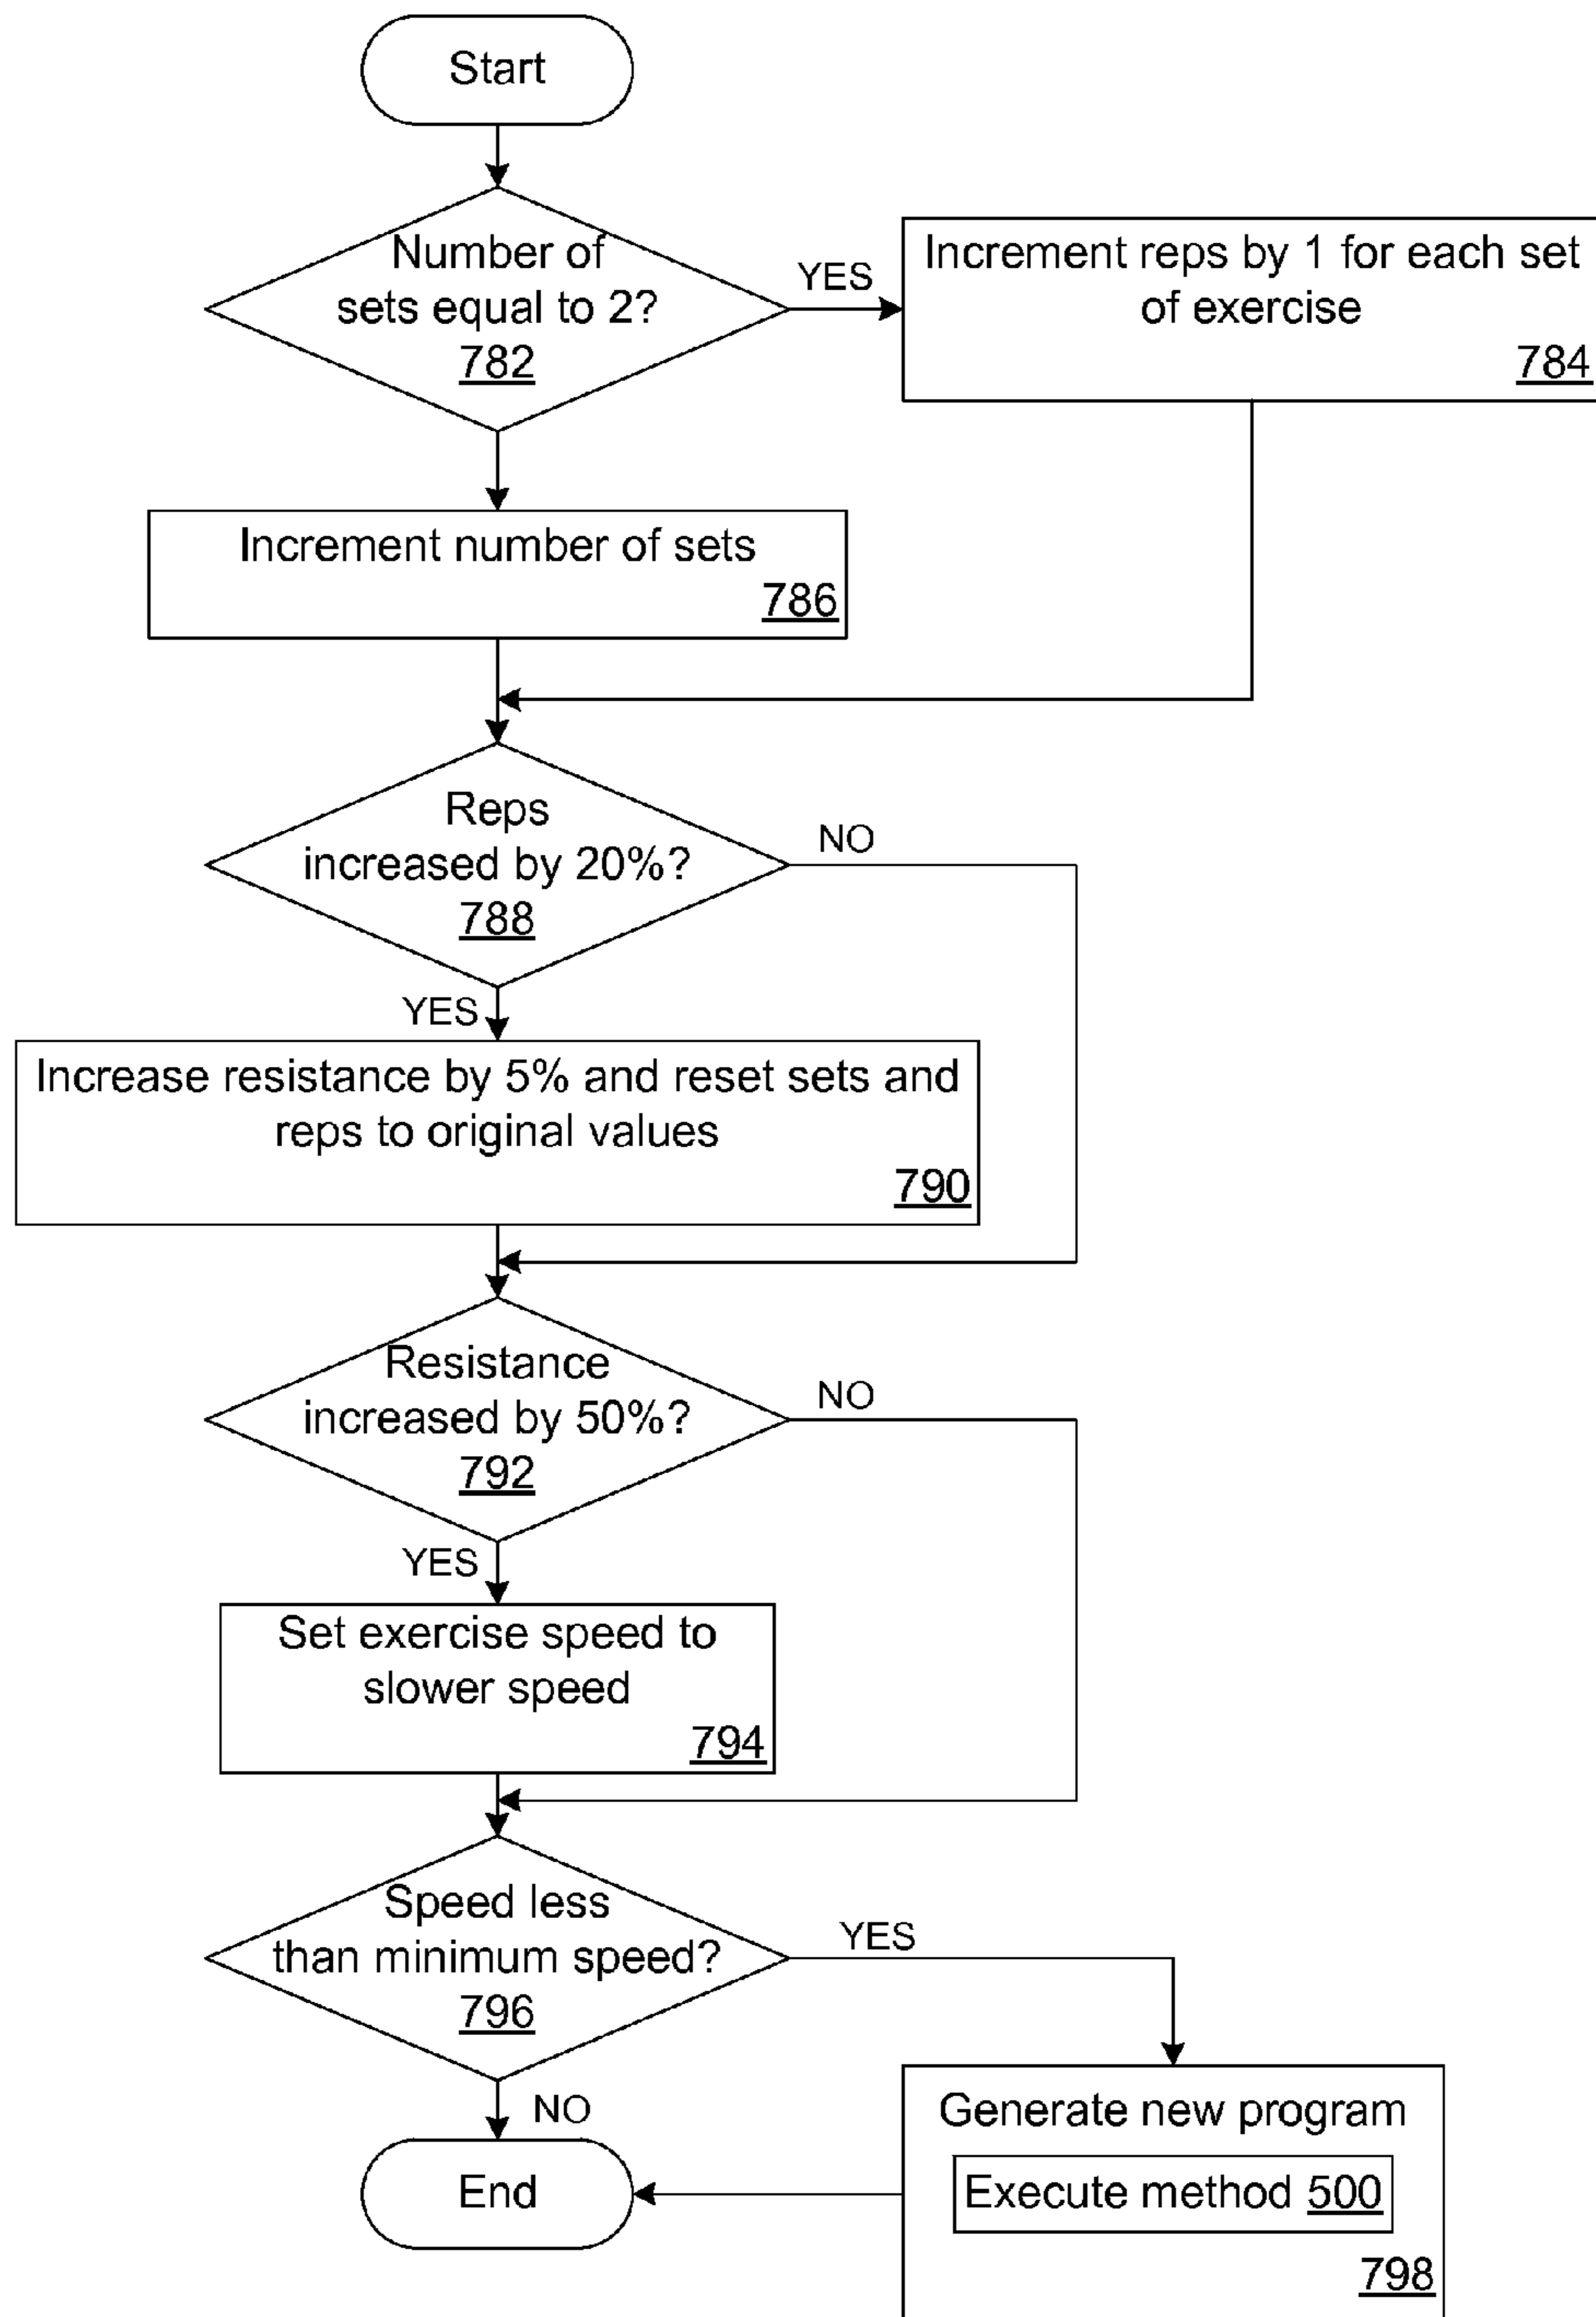 Start
Number of
sets equal to 2?
782
YES
Increment reps by 1 for each set
of exercise
784
Increment number of sets
786
Reps
increased by 20%?
788
NO
YES
Increase resistance by 5% and reset sets and
reps to original values
790
Resistance
increased by 50%?
792
NO
YES
Set exercise speed to
slower speed
794
Speed less
than minimum speed?
796
YES
NO
Generate new program
Execute method 500
798
End